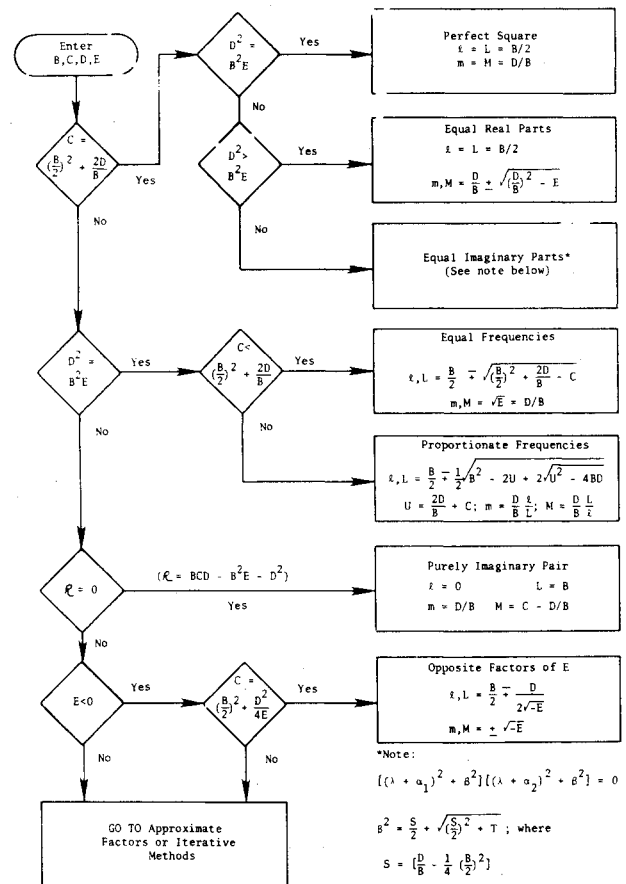 Enter
B,C,D,E
D² =
B²E
Yes
No
Perfect Square
ℓ = L = B/2
m = M = D/B
C =
(B/2)² + 2D/B
Yes
No
D² >
B²E
Yes
No
Equal Real Parts
ℓ = L = B/2
m,M = D/B ± √((D/B)² - E)
Equal Imaginary Parts*
(See note below)
D² =
B²E
Yes
No
C<
(B/2)² + 2D/B
Yes
No
Equal Frequencies
ℓ,L = B/2 ∓ √((B/2)² + 2D/B - C)
m,M = √E = D/B
Proportionate Frequencies
ℓ,L = B/2 ∓ 1/2 √(B² - 2U + 2√(U² - 4BD))
U = 2D/B + C; m = D/B ℓ/L; M = D/B L/ℓ
ℛ = 0
(ℛ = BCD - B²E - D²)
Yes
No
Purely Imaginary Pair
ℓ = 0 L = B
m = D/B M = C - D/B
E<0
Yes
No
C =
(B/2)² + D²/4E
Yes
No
Opposite Factors of E
ℓ,L = B/2 ∓ D/(2√-E)
m,M = ± √-E
GO TO Approximate
Factors or Iterative
Methods
*Note:
[(λ + α₁)² + β²][(λ + α₂)² + β²] = 0
β² = S/2 + √((S/2)² + T) ; where
S = [D/B - 1/4 (B/2)²]